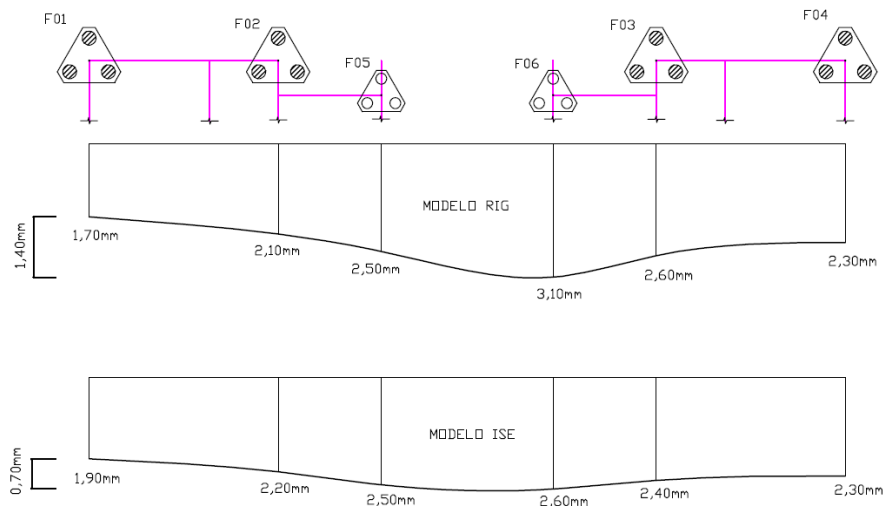 F01
F02
F03
F04
F05
F06
MODELO RIG
1,40mm
1,70mm
2,10mm
2,50mm
3,10mm
2,60mm
2,30mm
MODELO ISE
0,70mm
1,90mm
2,20mm
2,50mm
2,60mm
2,40mm
2,30mm